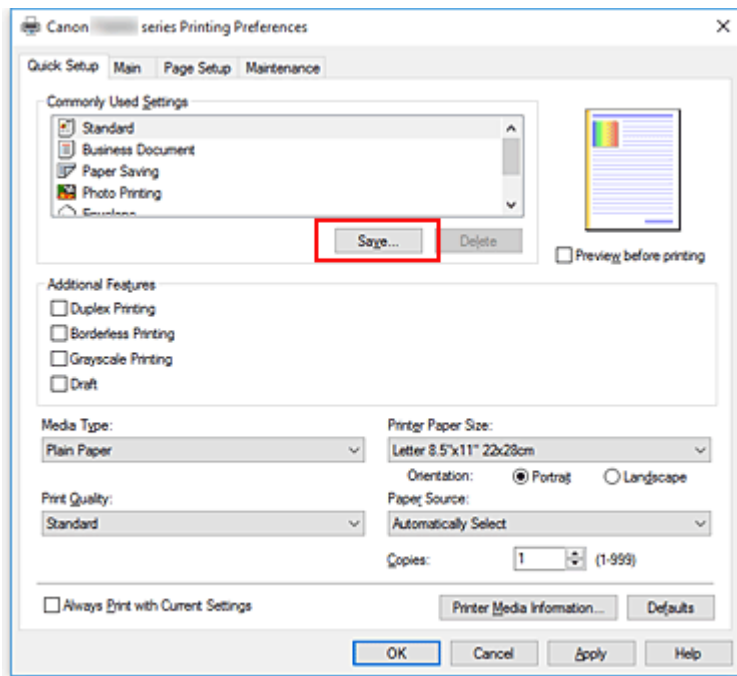 Canon series Printing Preferences
Quick Setup Main Page Setup Maintenance
Commonly Used Settings
Standard
Business Document
Paper Saving
Photo Printing
Envelope
Save... Delete
Preview before printing
Additional Features
Duplex Printing
Borderless Printing
Grayscale Printing
Draft
Media Type: Printer Paper Size:
Plain Paper Letter 8.5"x11" 22x28cm
Orientation: Portrait Landscape
Print Quality: Paper Source:
Standard Automatically Select
Copies: 1 (1-999)
Always Print with Current Settings Printer Media Information... Defaults
OK Cancel Apply Help